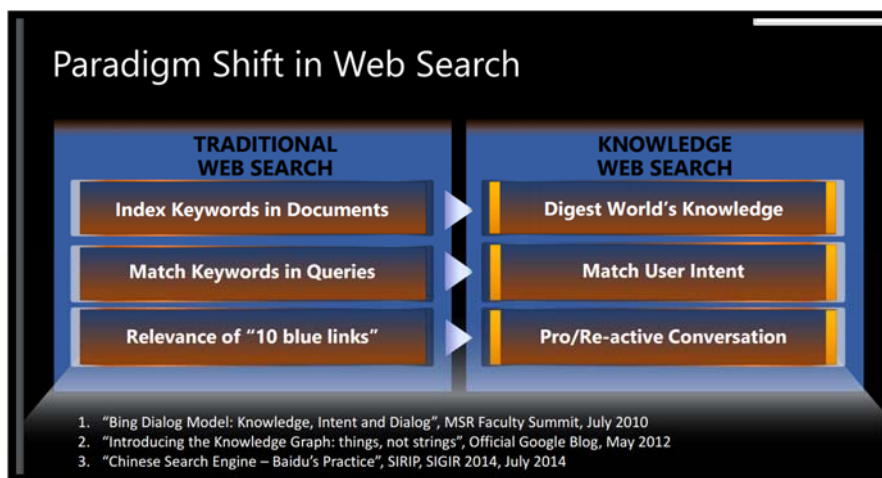 Paradigm Shift in Web Search
TRADITIONAL
WEB SEARCH
Index Keywords in Documents
Match Keywords in Queries
Relevance of “10 blue links”
KNOWLEDGE
WEB SEARCH
Digest World’s Knowledge
Match User Intent
Pro/Re-active Conversation
1. “Bing Dialog Model: Knowledge, Intent and Dialog”, MSR Faculty Summit, July 2010
2. “Introducing the Knowledge Graph: things, not strings”, Official Google Blog, May 2012
3. “Chinese Search Engine – Baidu’s Practice”, SIRIP, SIGIR 2014, July 2014